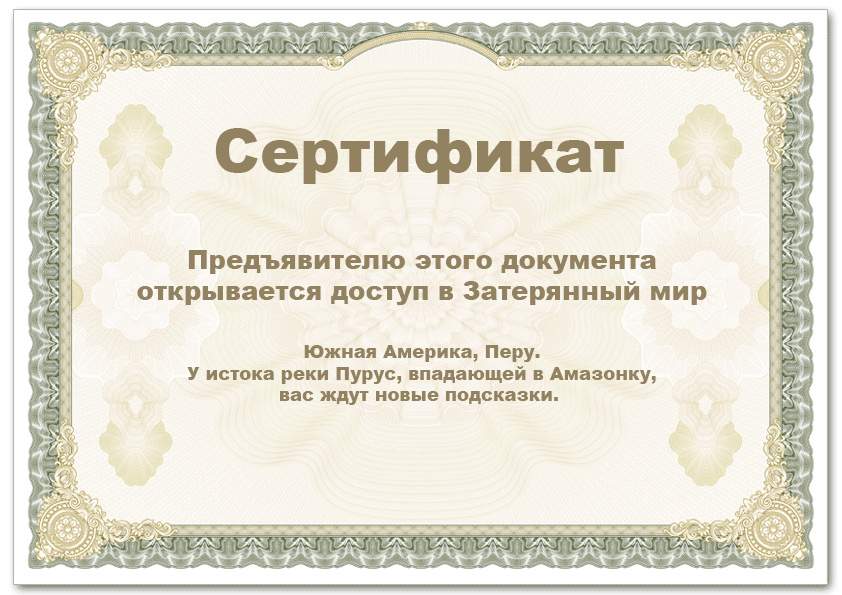 Сертификат
Предъявителю этого документа
открывается доступ в Затерянный мир
Южная Америка, Перу.
У истока реки Пурус, впадающей в Амазонку,
вас ждут новые подсказки.